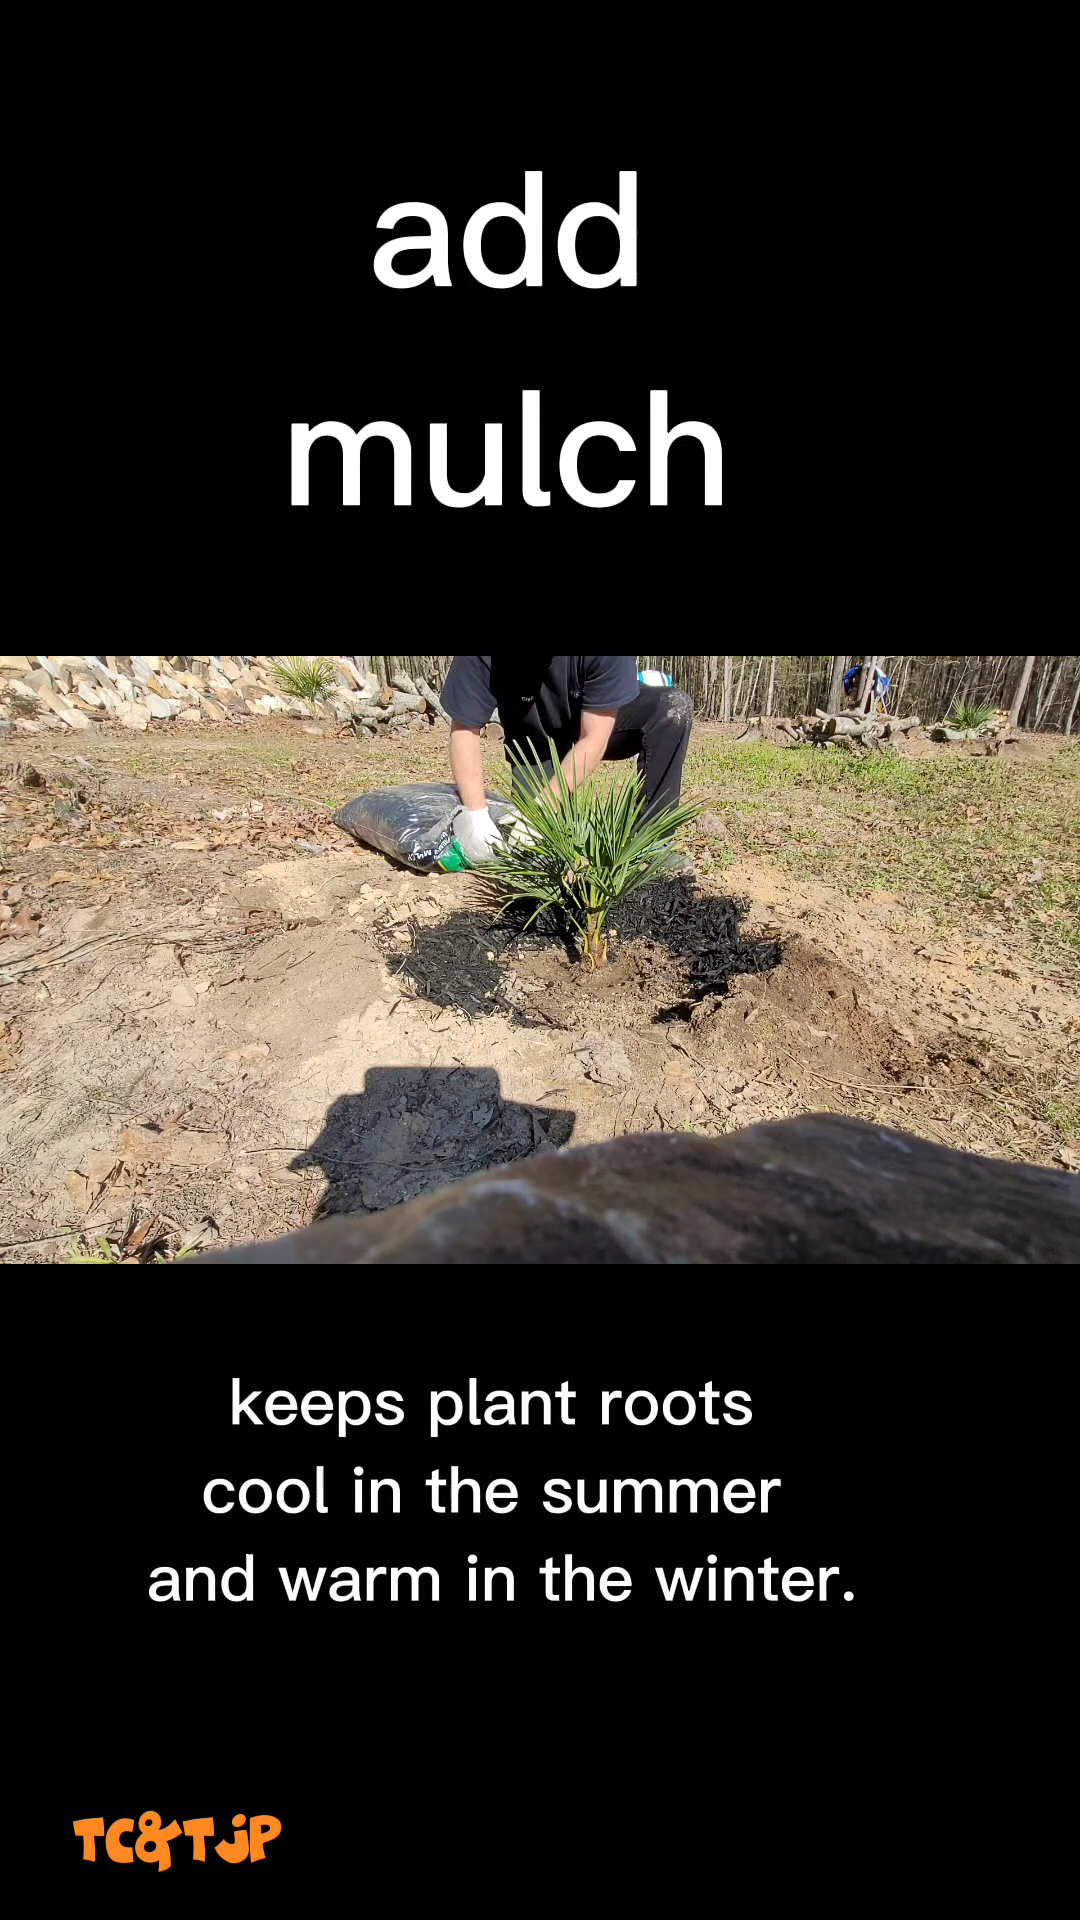 add
mulch
keeps plant roots
cool in the summer
and warm in the winter.
TC&TJP